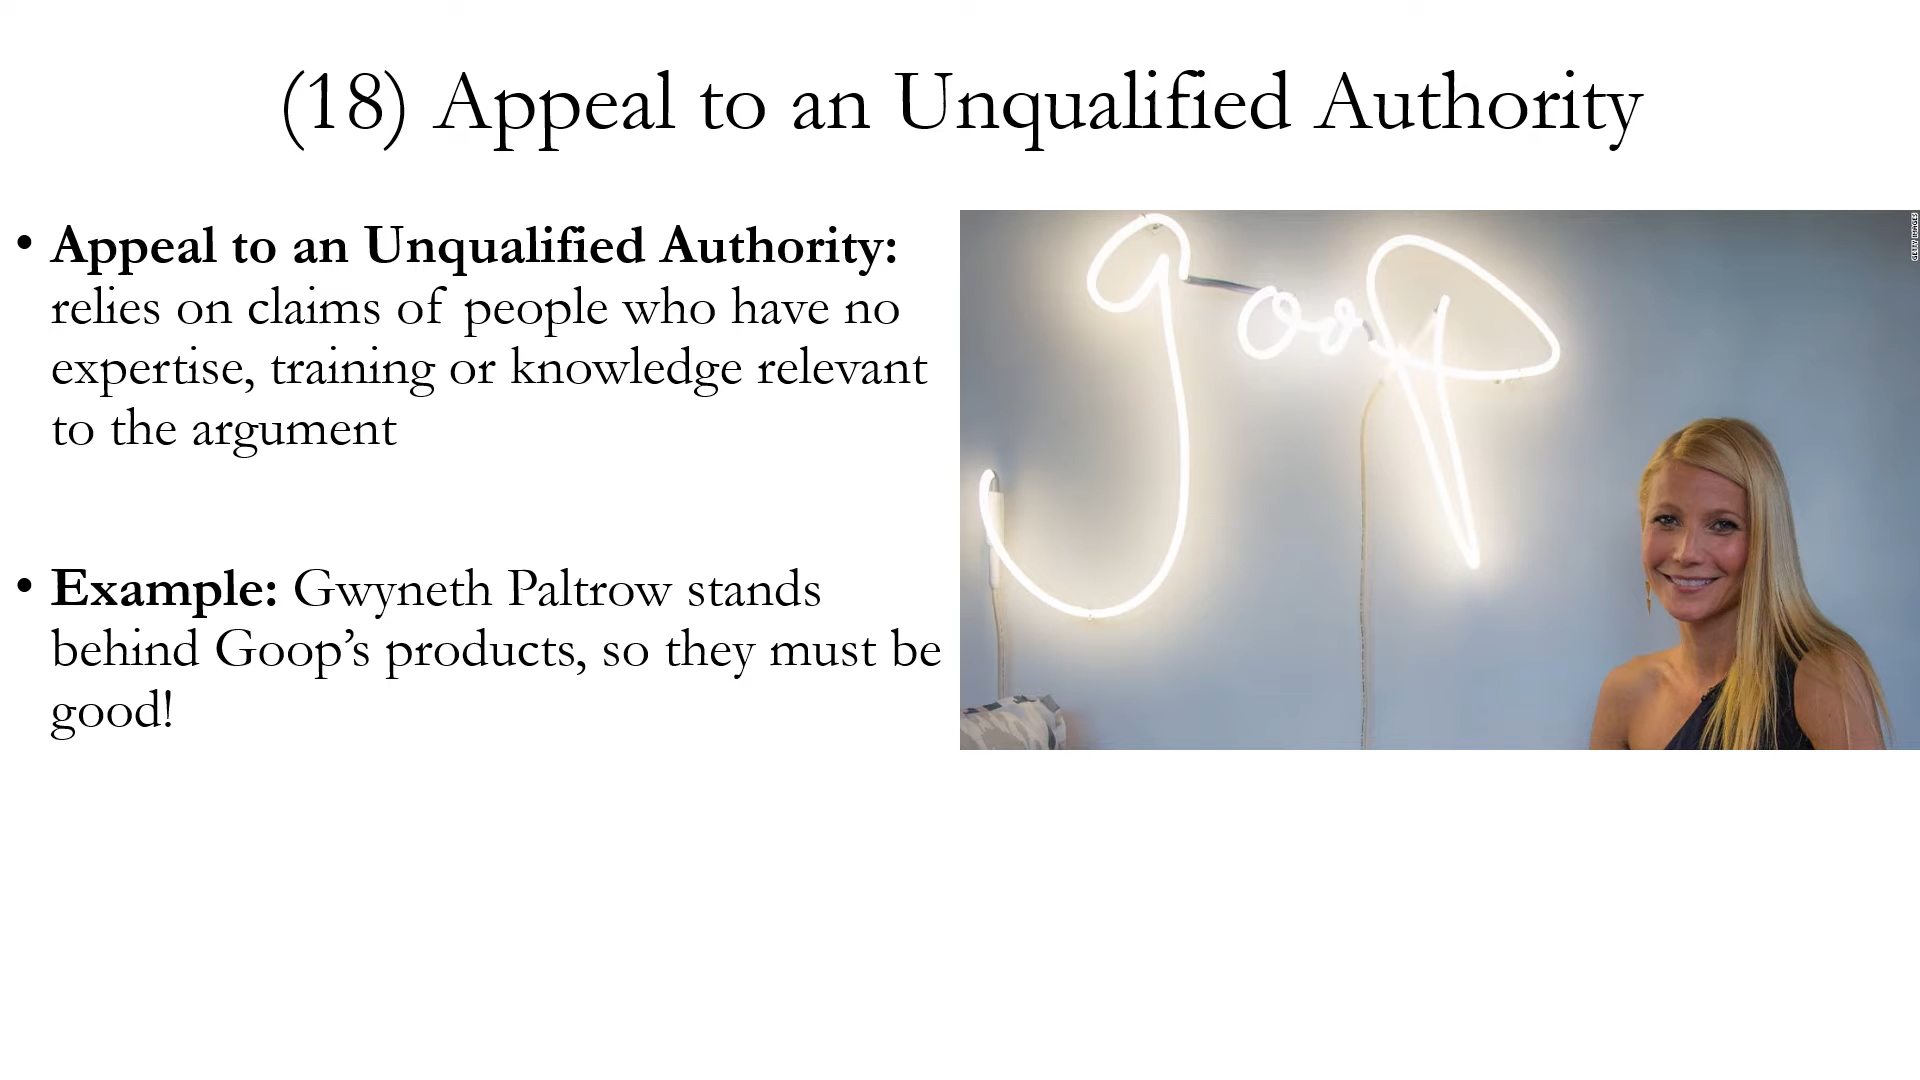 (18) Appeal to an Unqualified Authority
• Appeal to an Unqualified Authority:
relies on claims of people who have no
expertise, training or knowledge relevant
to the argument
• Example: Gwyneth Paltrow stands
behind Goop’s products, so they must be
good!
goop
GETTY IMAGES